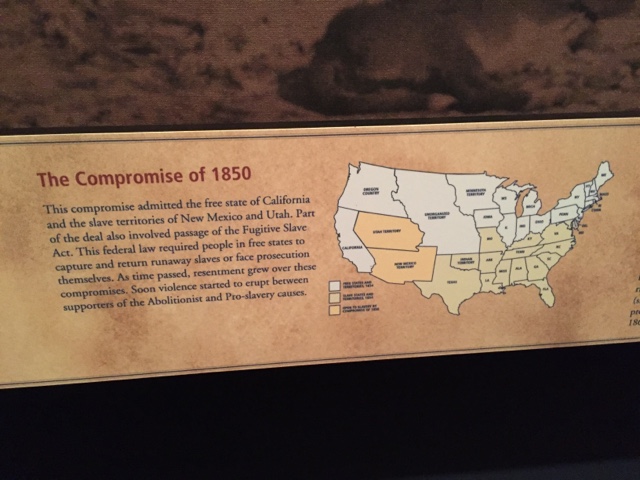 The Compromise of 1850
This compromise admitted the free state of California
and the slave territories of New Mexico and Utah. Part
of the deal also involved passage of the Fugitive Slave
Act. This federal law required people in free states to
capture and return runaway slaves or face prosecution
themselves. As time passed, resentment grew over these
compromises. Soon violence started to erupt between
supporters of the Abolitionist and Pro-slavery causes.
OREGON
COUNTRY
MINNESOTA
TERRITORY
UNORGANIZED
TERRITORY
IOWA
UTAH TERRITORY
CALIFORNIA
NEW MEXICO
TERRITORY
TEXAS